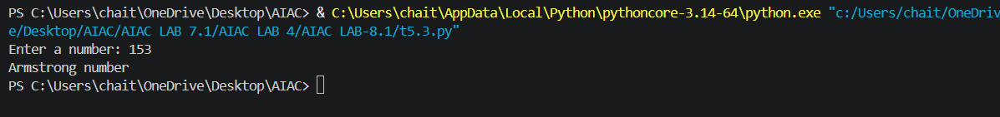 PS C:\Users\chait\OneDrive\Desktop\AIAC> & C:\Users\chait\AppData\Local\Python\pythoncore-3.14-64\python.exe "c:/Users/chait/OneDriv
e/Desktop/AIAC/AIAC LAB 7.1/AIAC LAB 4/AIAC LAB-8.1/t5.3.py"
Enter a number: 153
Armstrong number
PS C:\Users\chait\OneDrive\Desktop\AIAC>